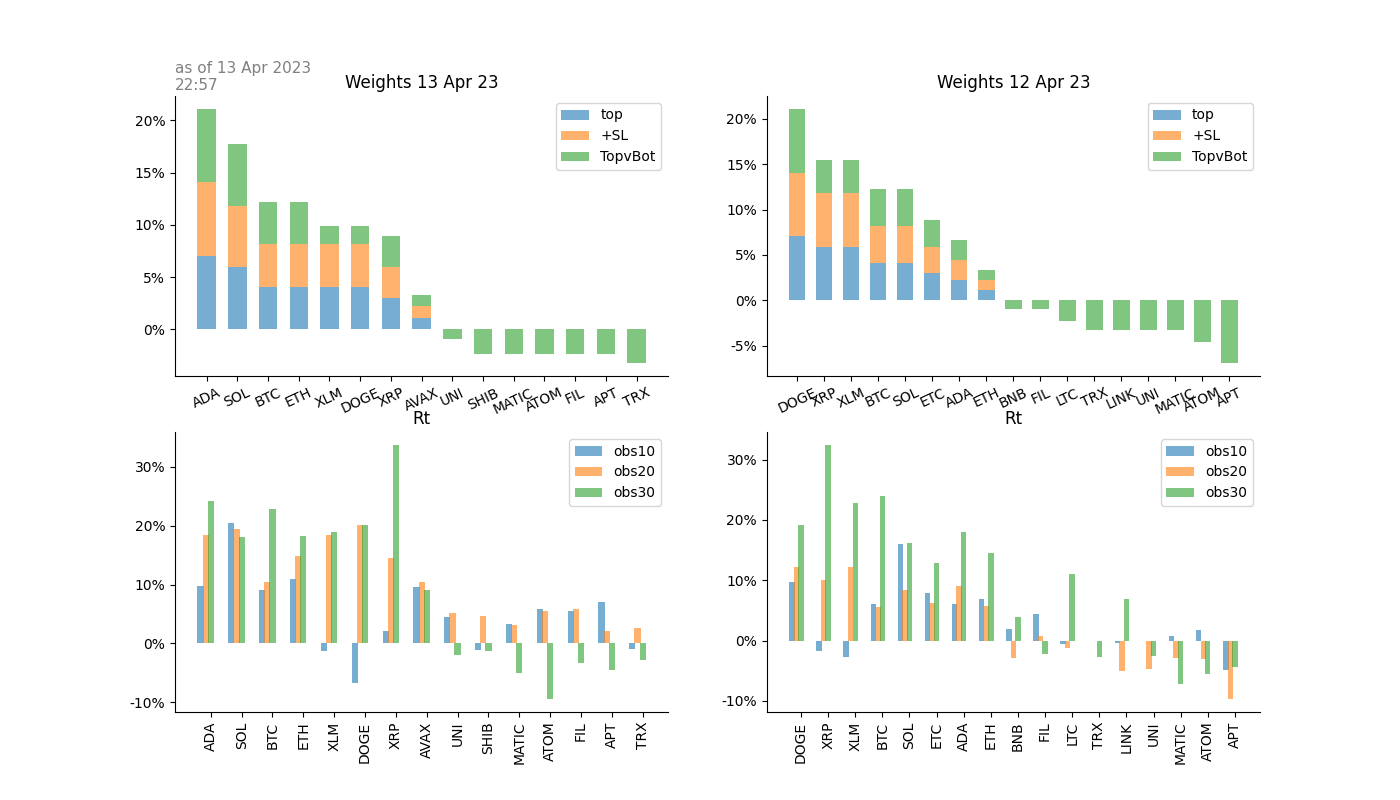 as of 13 Apr 2023
22:57
Weights 13 Apr 23
20%
15%
10%
5%
0%
top
+SL
TopvBot
ADA SOL BTC ETH XLM DOGE XRP AVAX UNI SHIB MATIC ATOM FIL APT TRX
Weights 12 Apr 23
20%
15%
10%
5%
0%
-5%
top
+SL
TopvBot
DOGE XRP XLM BTC SOL ETC ADA ETH BNB FIL LTC TRX LINK UNI MATIC ATOM APT
Rt
30%
20%
10%
0%
-10%
obs10
obs20
obs30
ADA SOL BTC ETH XLM DOGE XRP AVAX UNI SHIB MATIC ATOM FIL APT TRX
Rt
30%
20%
10%
0%
-10%
obs10
obs20
obs30
DOGE XRP XLM BTC SOL ETC ADA ETH BNB FIL LTC TRX LINK UNI MATIC ATOM APT